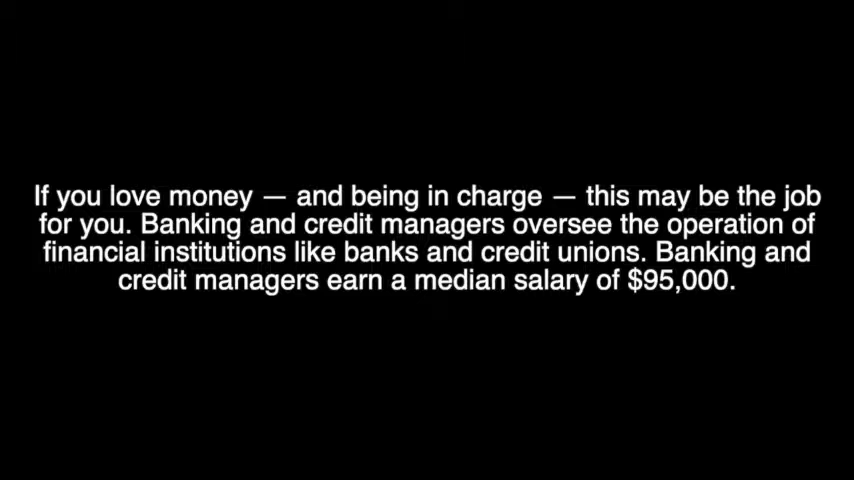 If you love money — and being in charge — this may be the job
for you. Banking and credit managers oversee the operation of
financial institutions like banks and credit unions. Banking and
credit managers earn a median salary of $95,000.